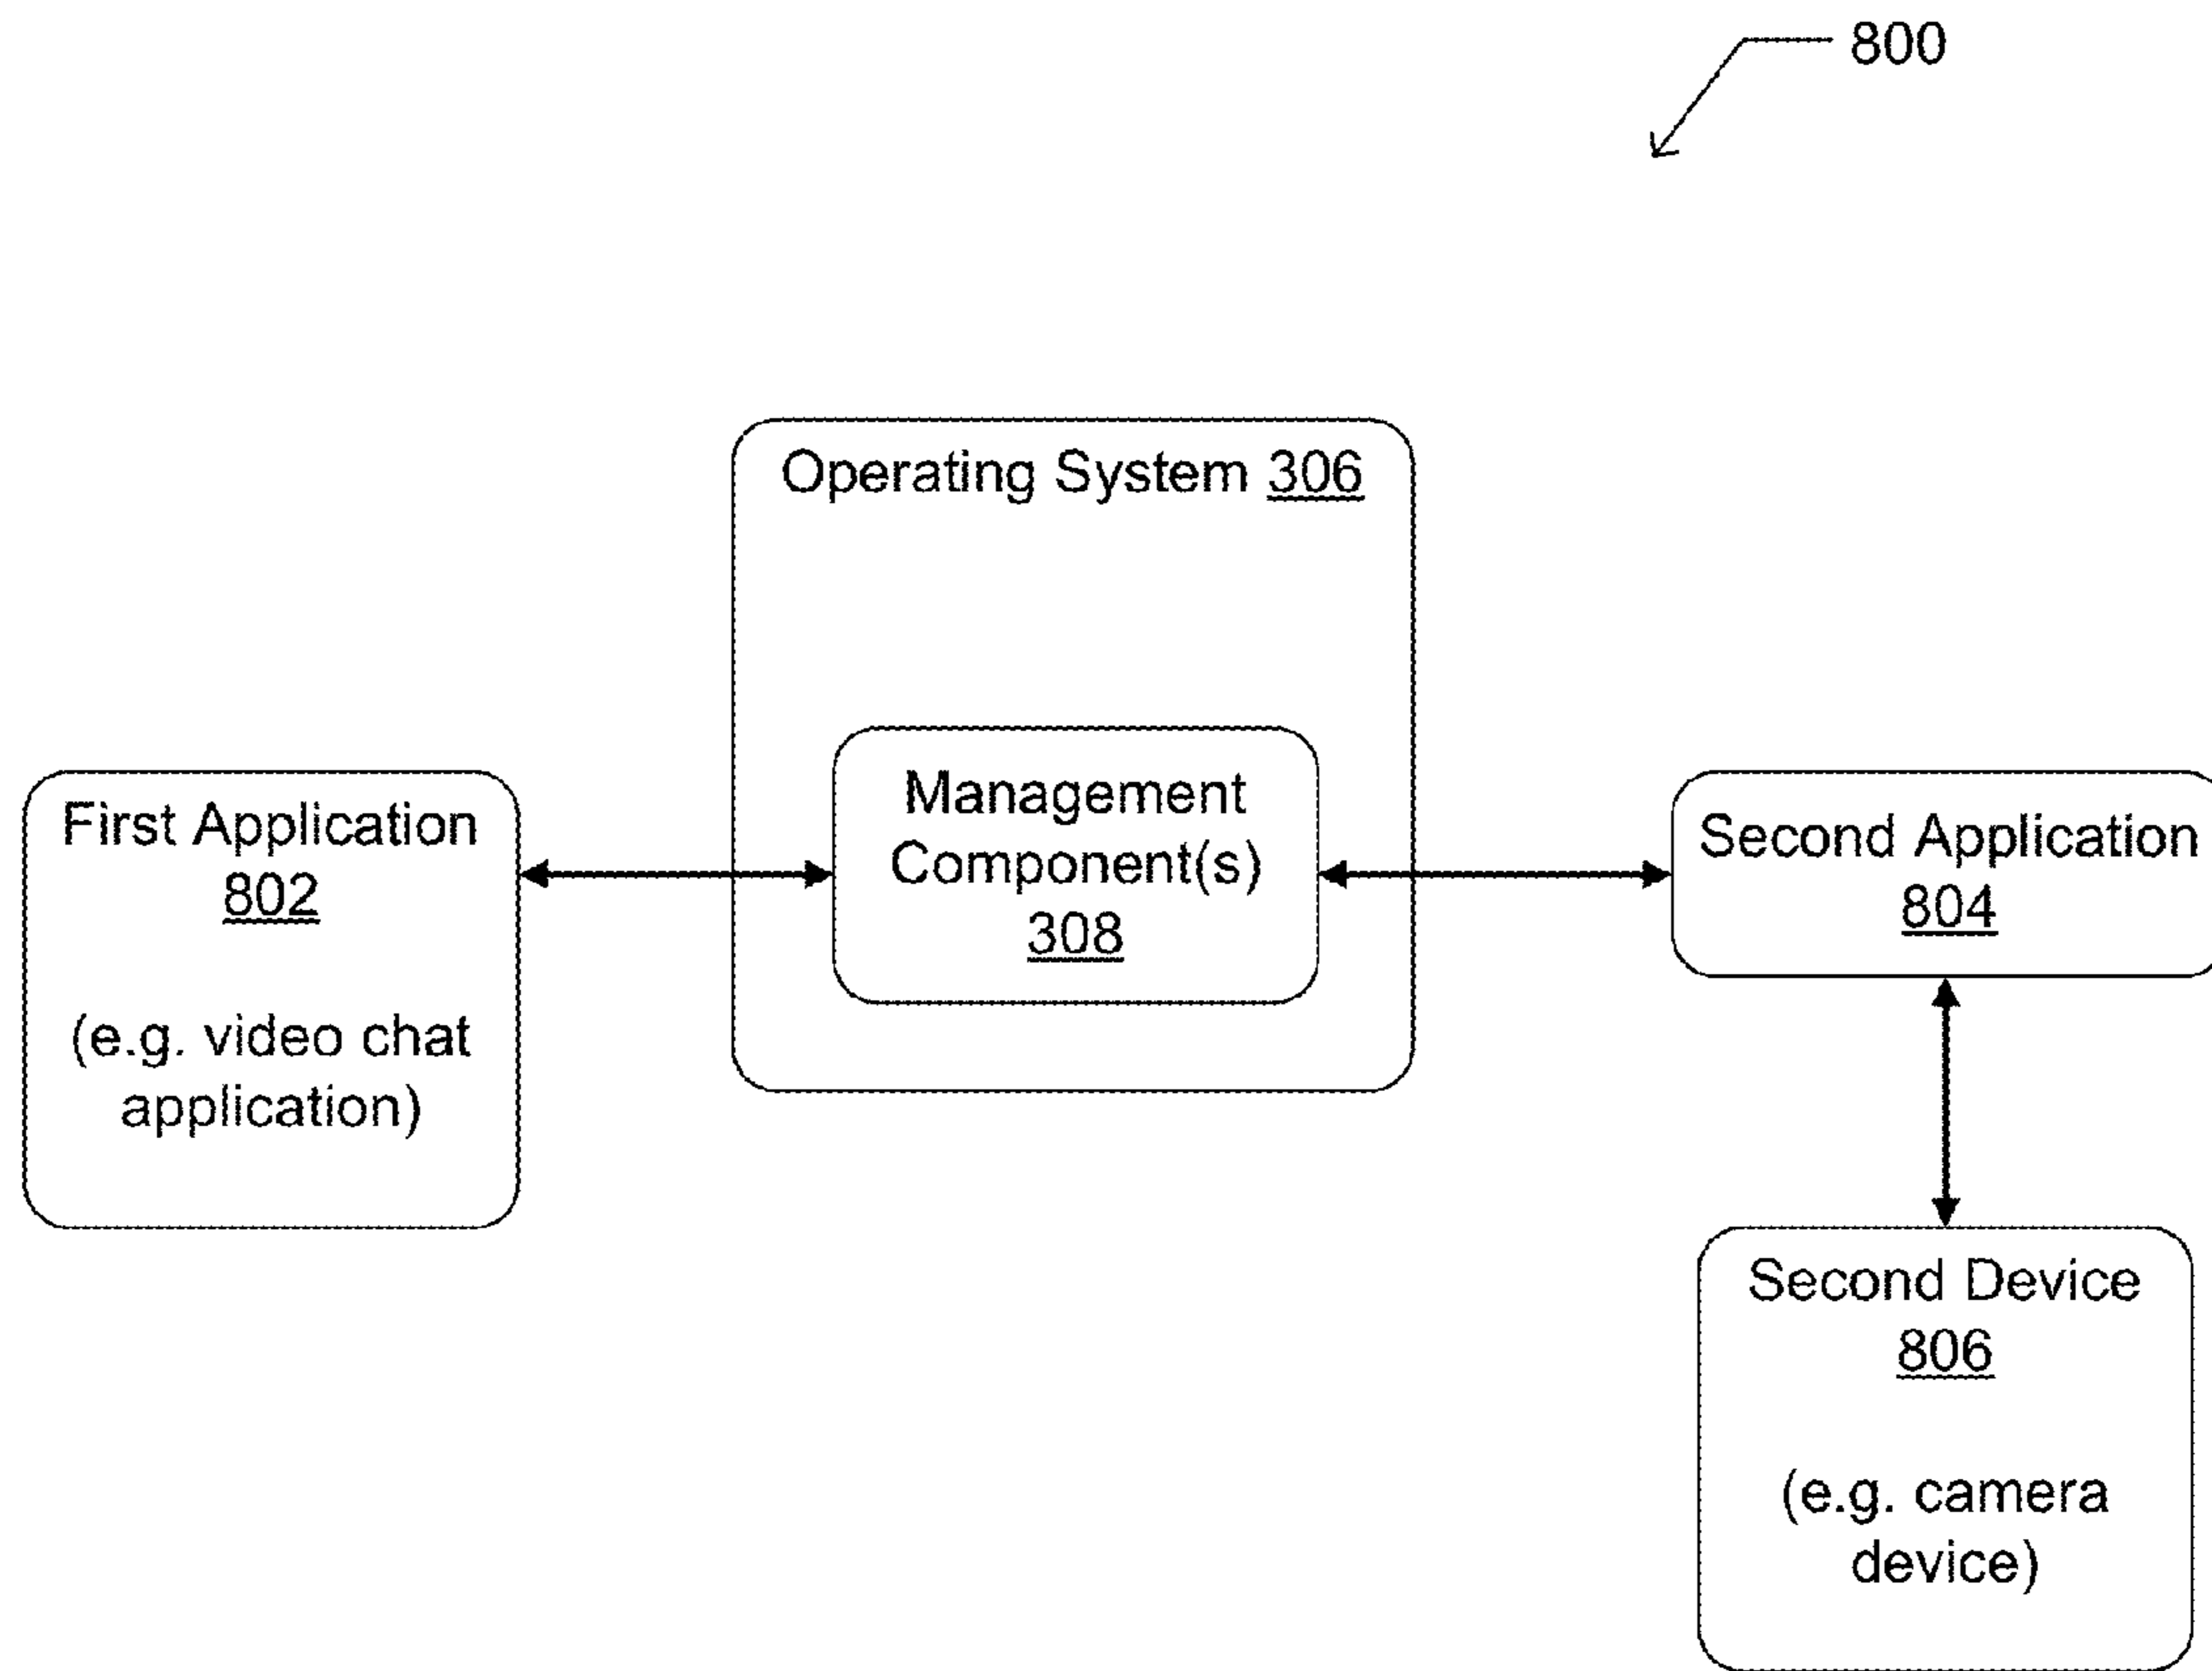 800
Operating System 306
Management
Component(s)
308
First Application
802
(e.g. video chat
application)
Second Application
804
Second Device
806
(e.g. camera
device)